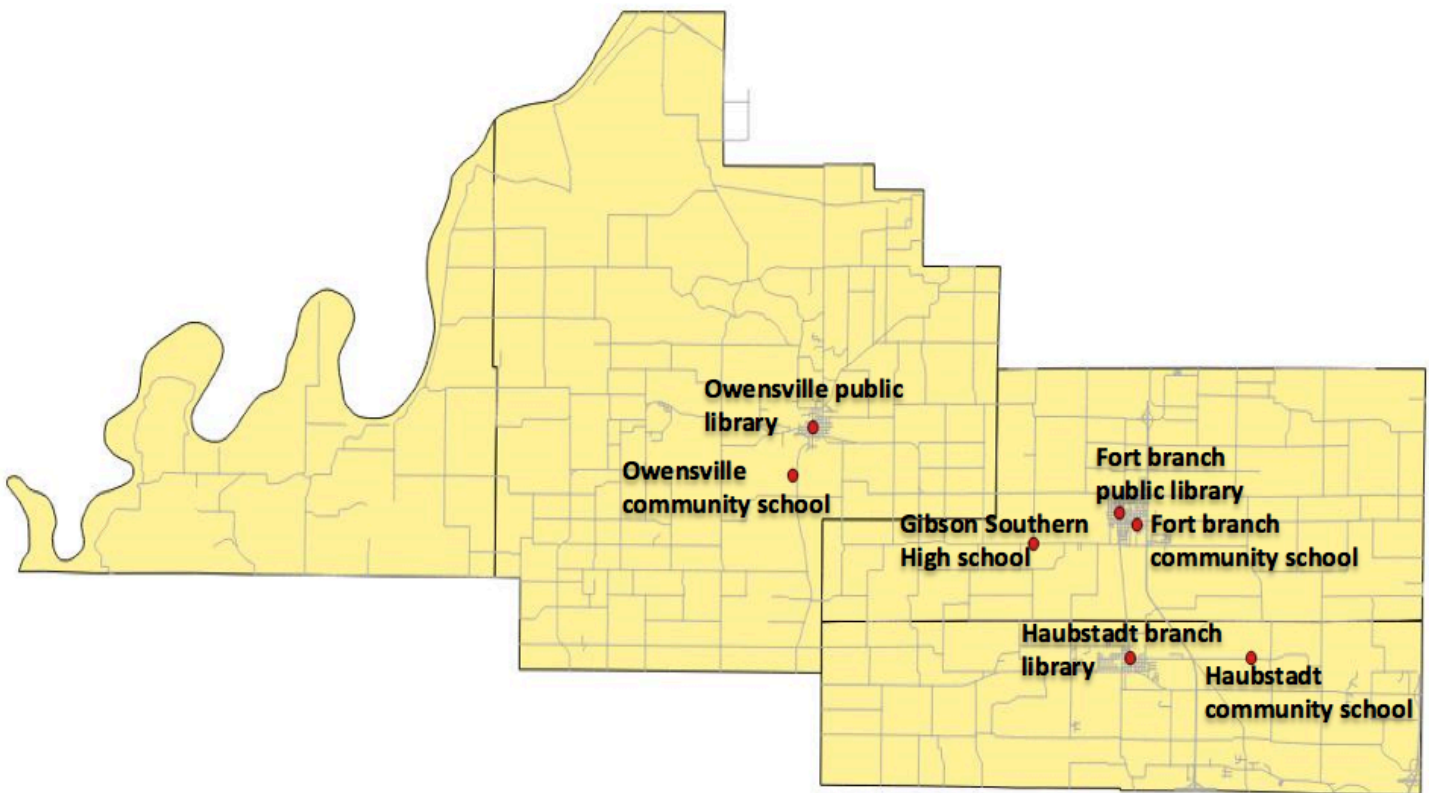 Owensville public
library
Owensville
community school
Fort branch
public library
Gibson Southern
High school
Fort branch
community school
Haubstadt branch
library
Haubstadt
community school